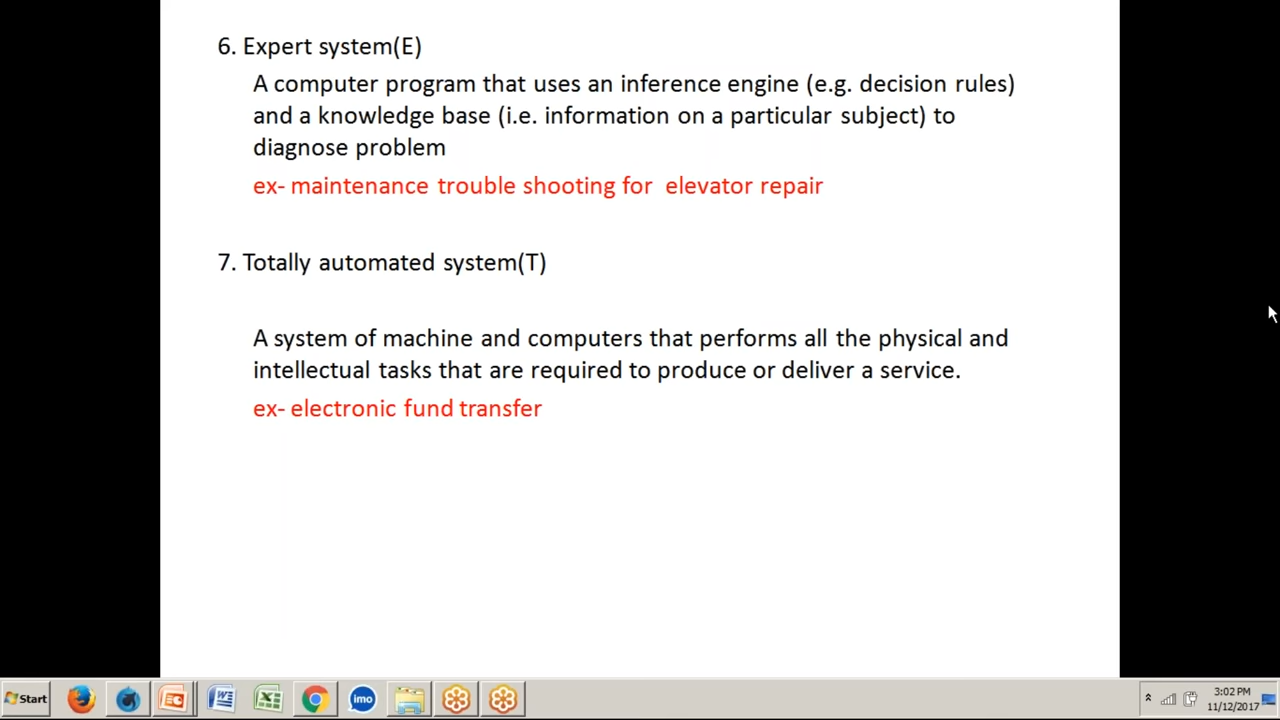 6. Expert system(E)
A computer program that uses an inference engine (e.g. decision rules)
and a knowledge base (i.e. information on a particular subject) to
diagnose problem
ex- maintenance trouble shooting for elevator repair
7. Totally automated system(T)
A system of machine and computers that performs all the physical and
intellectual tasks that are required to produce or deliver a service.
ex- electronic fund transfer
Start
imo
3:02 PM
11/12/2017